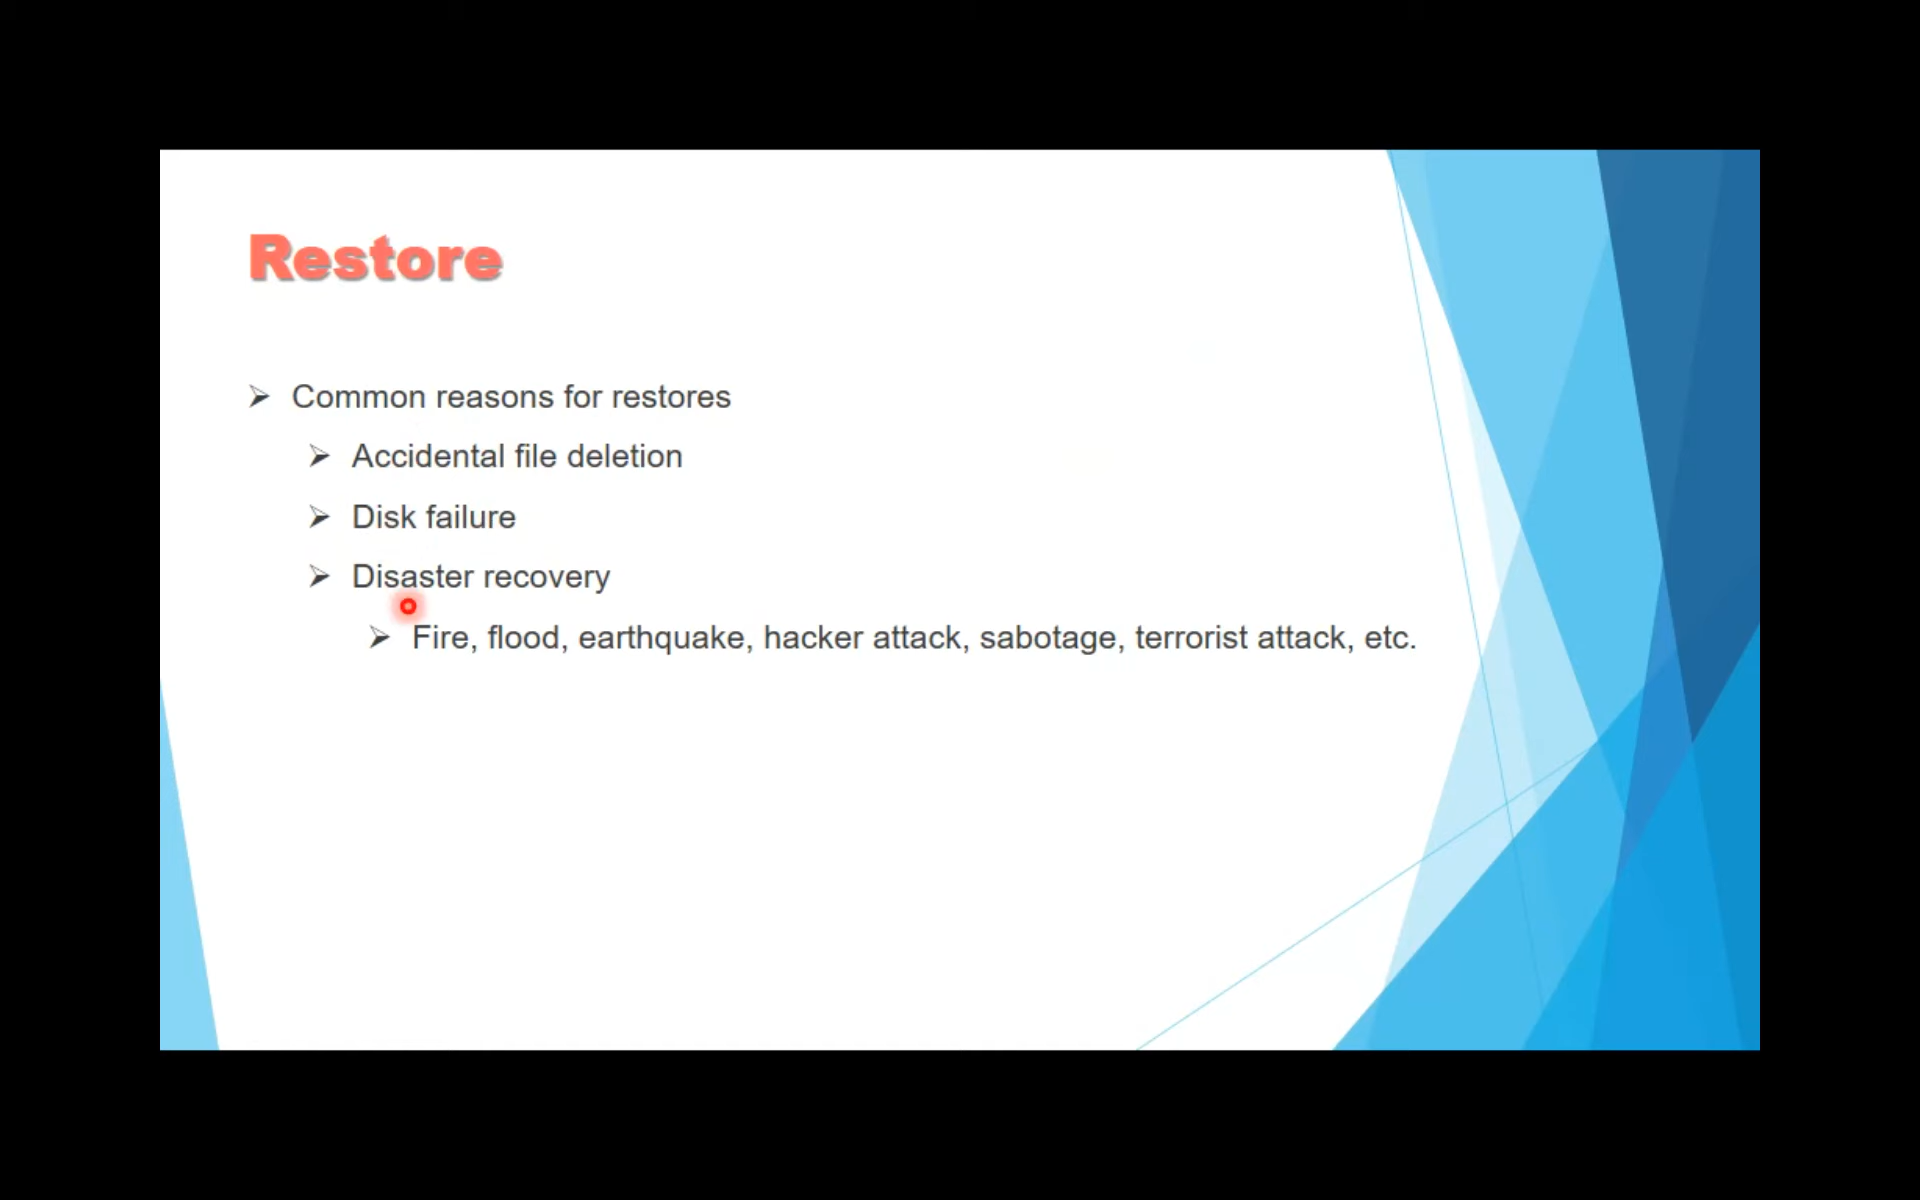 Restore
Common reasons for restores
Accidental file deletion
Disk failure
Disaster recovery
Fire, flood, earthquake, hacker attack, sabotage, terrorist attack, etc.